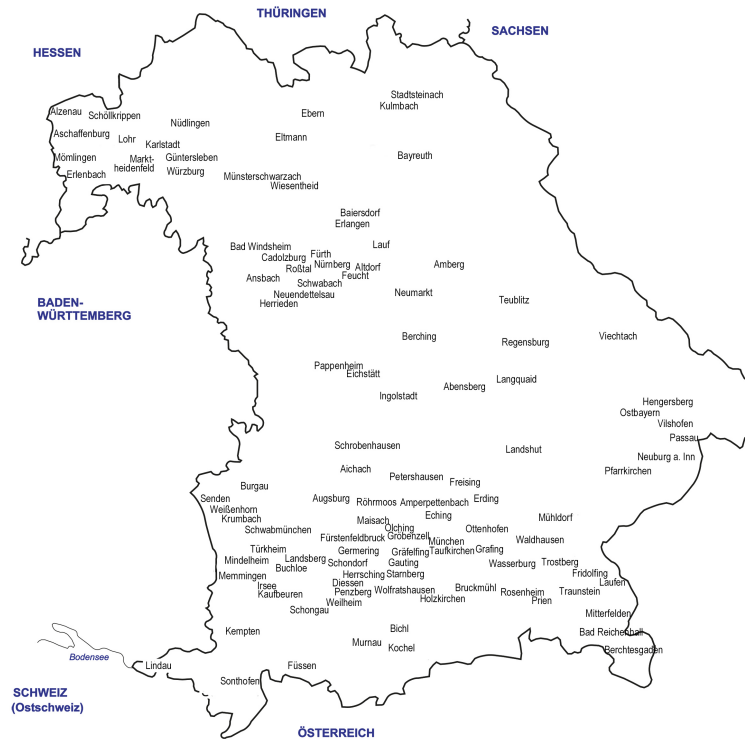 THÜRINGEN
SACHSEN
HESSEN
Stadtsteinach
Kulmbach
Alzenau
Schöllkrippen
Ebern
Nüdlingen
Aschaffenburg
Lohr
Eltmann
Karlstadt
Mömlingen
Markt-
heidenfeld
Güntersleben
Bayreuth
Erlenbach
Würzburg
Münsterschwarzach
Wiesentheid
Baiersdorf
Erlangen
Bad Windsheim
Lauf
Cadolzburg
Fürth
Roßtal
Nürnberg
Altdorf
Amberg
Ansbach
Feucht
Schwabach
Neuendettelsau
Neumarkt
Herrieden
Teublitz
BADEN-
WÜRTTEMBERG
Berching
Regensburg
Viechtach
Pappenheim
Eichstätt
Langquaid
Abensberg
Ingolstadt
Hengersberg
Ostbayern
Vilshofen
Passau
Schrobenhausen
Landshut
Neuburg a. Inn
Aichach
Pfarrkirchen
Petershausen
Freising
Burgau
Senden
Augsburg
Röhrmoos
Amperpettenbach
Erding
Weißenhorn
Krumbach
Maisach
Eching
Mühldorf
Schwabmünchen
Olching
Ottenhofen
Fürstenfeldbruck
Gröbenzell
München
Waldhausen
Türkheim
Germering
Gräfelfing
Taufkirchen
Grafing
Mindelheim
Landsberg
Schondorf
Gauting
Wasserburg
Trostberg
Buchloe
Memmingen
Herrsching
Starnberg
Fridolfing
Irsee
Diessen
Laufen
Kaufbeuren
Penzberg
Wolfratshausen
Bruckmühl
Rosenheim
Traunstein
Weilheim
Holzkirchen
Prien
Schongau
Mitterfelden
Kempten
Bichl
Bad Reichenhall
Murnau
Kochel
Berchtesgaden
Bodensee
Lindau
Füssen
Sonthofen
SCHWEIZ
(Ostschweiz)
ÖSTERREICH